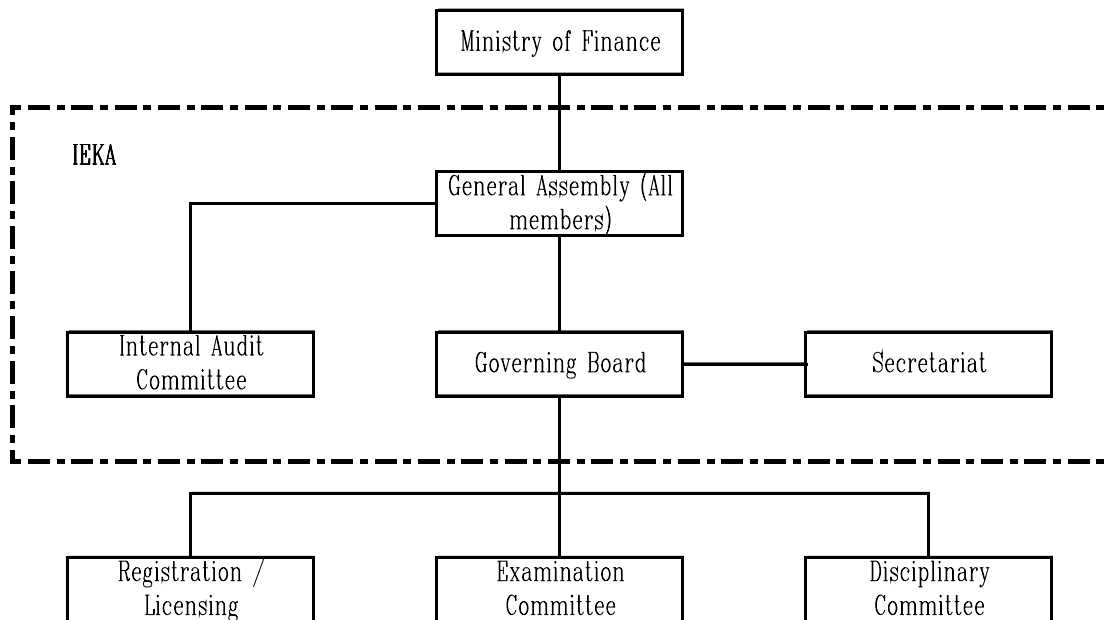 Ministry of Finance
IEKA
General Assembly (All
members)
Internal Audit
Committee
Governing Board
Secretariat
Registration /
Licensing
Examination
Committee
Disciplinary
Committee